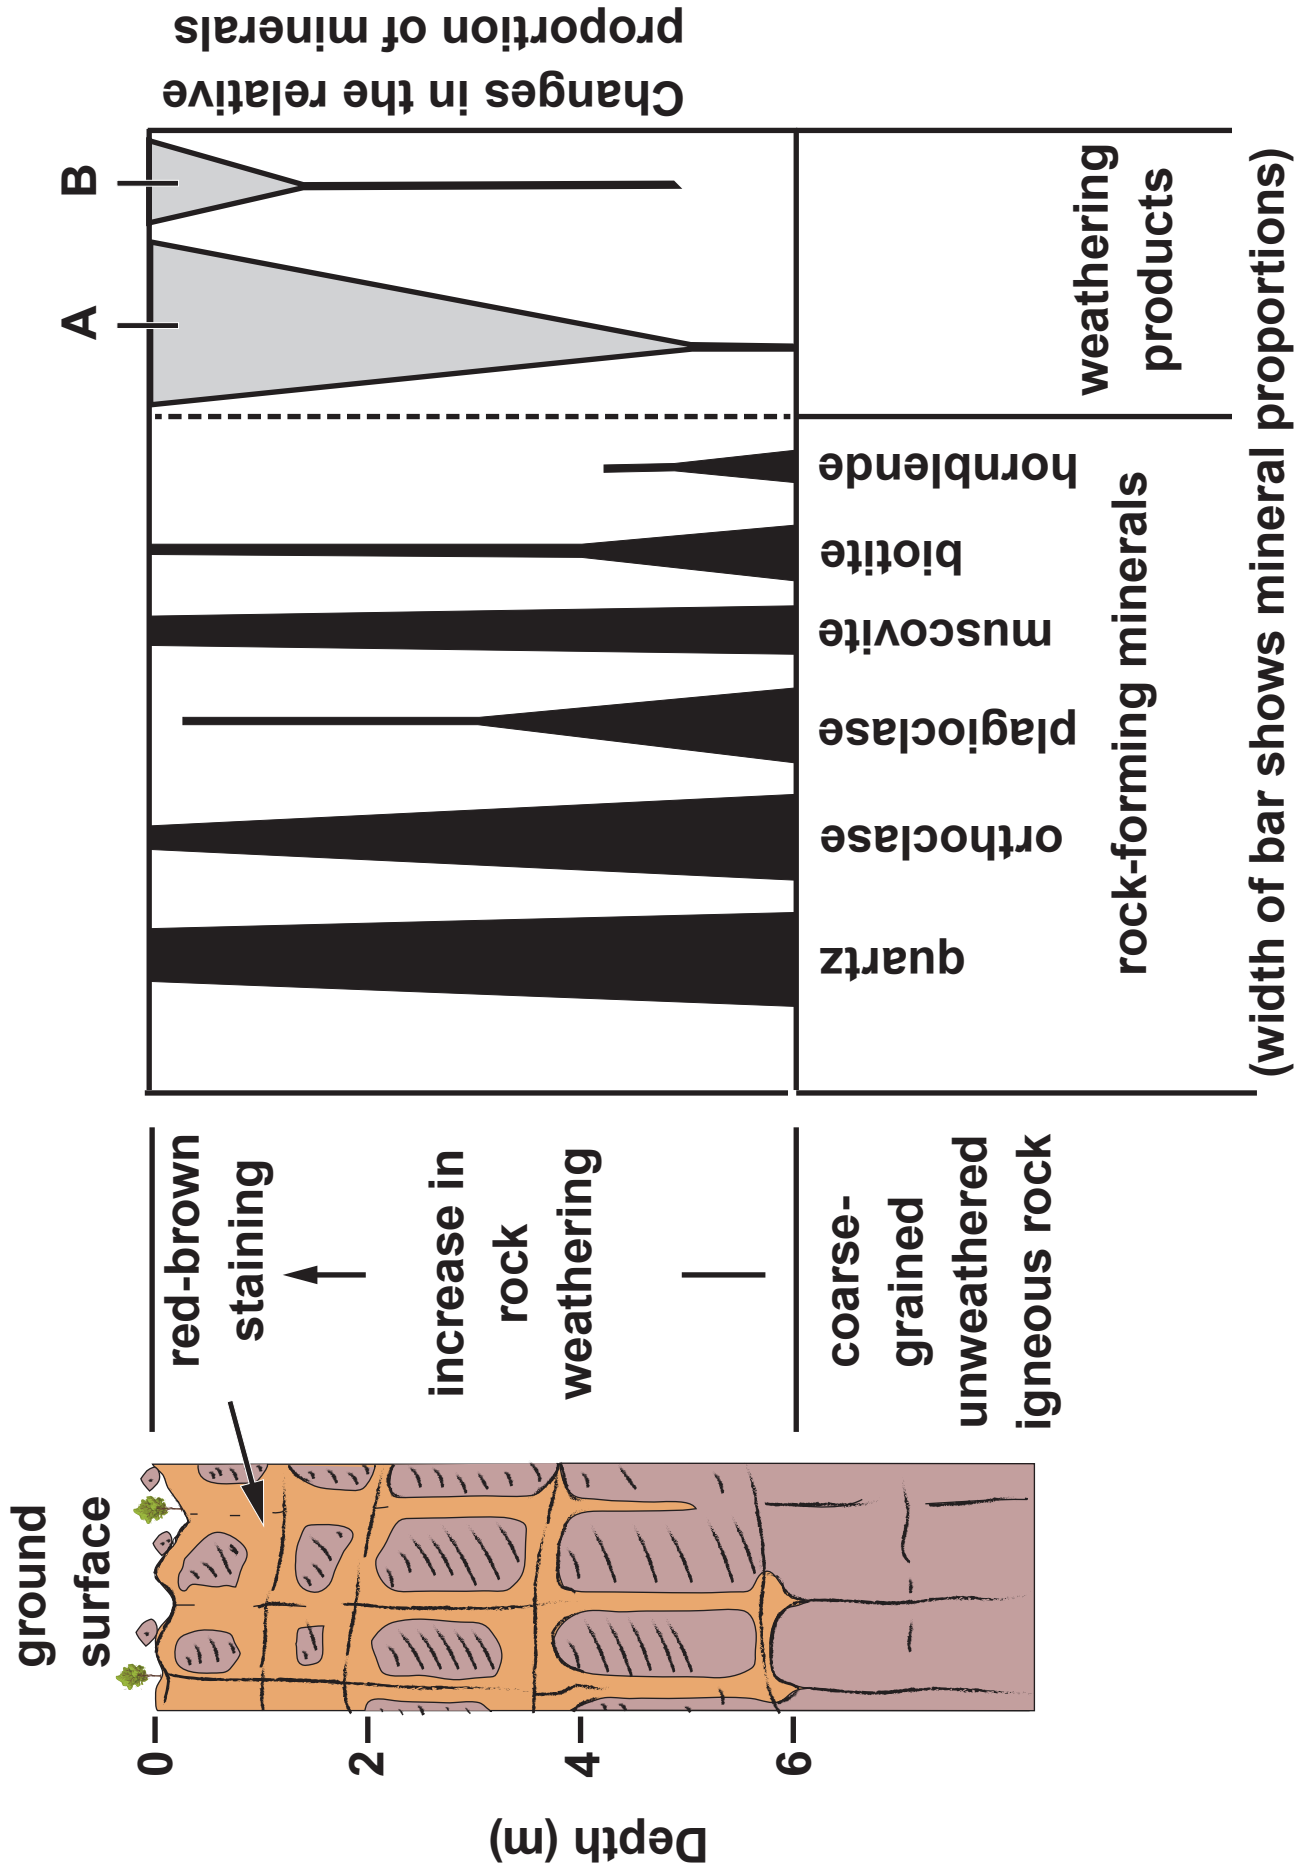 ground
surface
Depth (m)
0
2
4
6
red-brown
staining
increase in
rock
weathering
coarse-
grained
unweathered
igneous rock
Changes in the relative
proportion of minerals
A
B
quartz
orthoclase
plagioclase
muscovite
biotite
hornblende
rock-forming minerals
weathering
products
(width of bar shows mineral proportions)